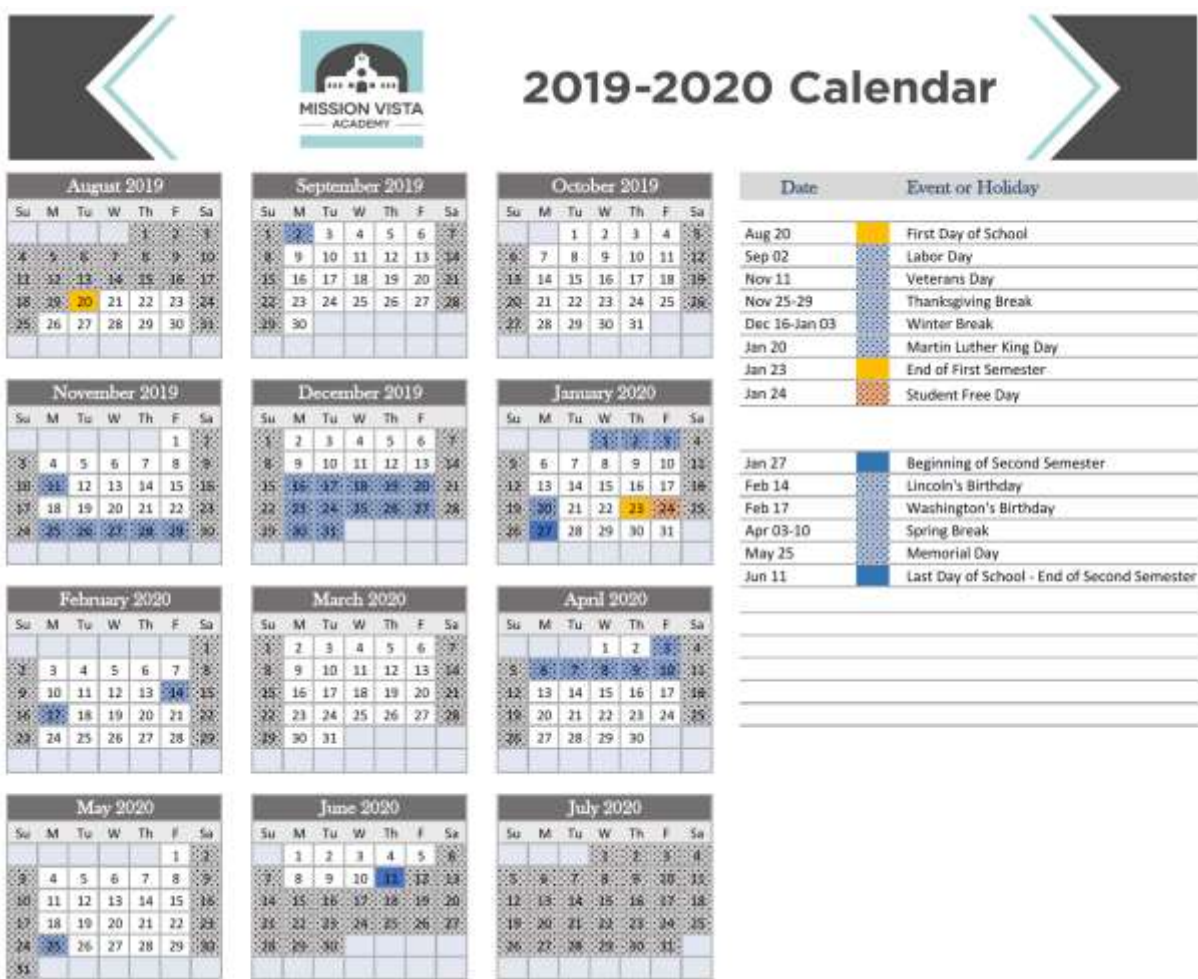 MISSION VISTA
ACADEMY
2019-2020 Calendar
August 2019
Su M Tu W Th F Sa
1 2 3
4 5 6 7 8 9 10
11 12 13 14 15 16 17
18 19 20 21 22 23 24
25 26 27 28 29 30 31
September 2019
Su M Tu W Th F Sa
1 2 3 4 5 6 7
8 9 10 11 12 13 14
15 16 17 18 19 20 21
22 23 24 25 26 27 28
29 30
October 2019
Su M Tu W Th F Sa
1 2 3 4 5
6 7 8 9 10 11 12
13 14 15 16 17 18 19
20 21 22 23 24 25 26
27 28 29 30 31
Date Event or Holiday
Aug 20 First Day of School
Sep 02 Labor Day
Nov 11 Veterans Day
Nov 25-29 Thanksgiving Break
Dec 16-Jan 03 Winter Break
Jan 20 Martin Luther King Day
Jan 23 End of First Semester
Jan 24 Student Free Day
Jan 27 Beginning of Second Semester
Feb 14 Lincoln's Birthday
Feb 17 Washington's Birthday
Apr 03-10 Spring Break
May 25 Memorial Day
Jun 11 Last Day of School - End of Second Semester
November 2019
Su M Tu W Th F Sa
1 2
3 4 5 6 7 8 9
10 11 12 13 14 15 16
17 18 19 20 21 22 23
24 25 26 27 28 29 30
December 2019
Su M Tu W Th F Sa
1 2 3 4 5 6 7
8 9 10 11 12 13 14
15 16 17 18 19 20 21
22 23 24 25 26 27 28
29 30 31
January 2020
Su M Tu W Th F Sa
1 2 3 4
5 6 7 8 9 10 11
12 13 14 15 16 17 18
19 20 21 22 23 24 25
26 27 28 29 30 31
February 2020
Su M Tu W Th F Sa
1
2 3 4 5 6 7 8
9 10 11 12 13 14 15
16 17 18 19 20 21 22
23 24 25 26 27 28 29
March 2020
Su M Tu W Th F Sa
1 2 3 4 5 6 7
8 9 10 11 12 13 14
15 16 17 18 19 20 21
22 23 24 25 26 27 28
29 30 31
April 2020
Su M Tu W Th F Sa
1 2 3 4
5 6 7 8 9 10 11
12 13 14 15 16 17 18
19 20 21 22 23 24 25
26 27 28 29 30
May 2020
Su M Tu W Th F Sa
1 2
3 4 5 6 7 8 9
10 11 12 13 14 15 16
17 18 19 20 21 22 23
24 25 26 27 28 29 30
31
June 2020
Su M Tu W Th F Sa
1 2 3 4 5 6
7 8 9 10 11 12 13
14 15 16 17 18 19 20
21 22 23 24 25 26 27
28 29 30
July 2020
Su M Tu W Th F Sa
1 2 3 4
5 6 7 8 9 10 11
12 13 14 15 16 17 18
19 20 21 22 23 24 25
26 27 28 29 30 31